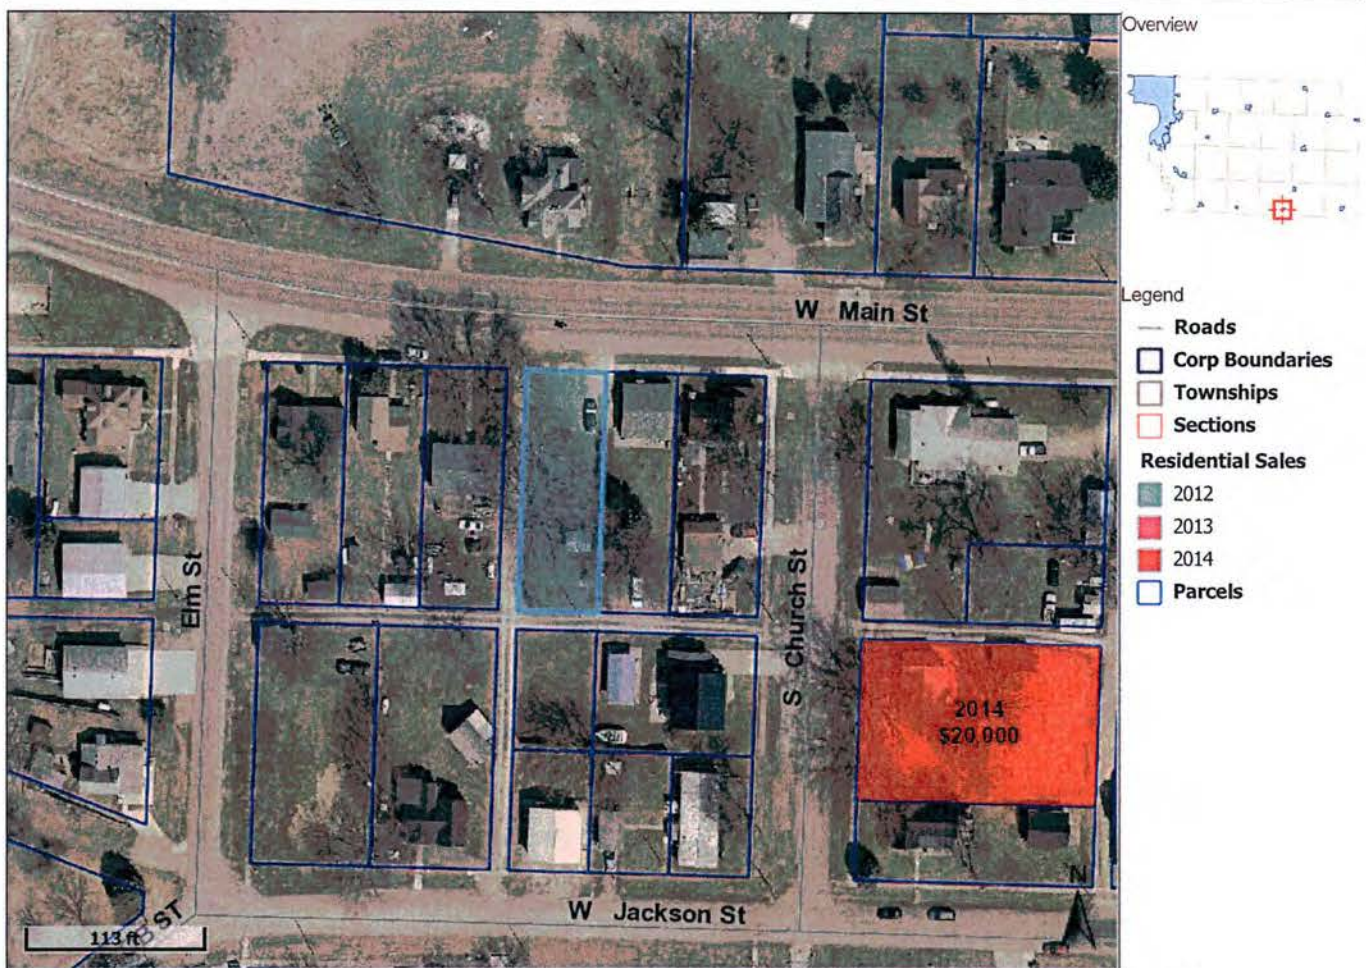 Overview
W Main St
Legend
Roads
Corp Boundaries
Townships
Sections
Residential Sales
2012
2013
2014
Parcels
Elm St
S Church St
2014
$20,000
W Jackson St
N
B ST
113 ft